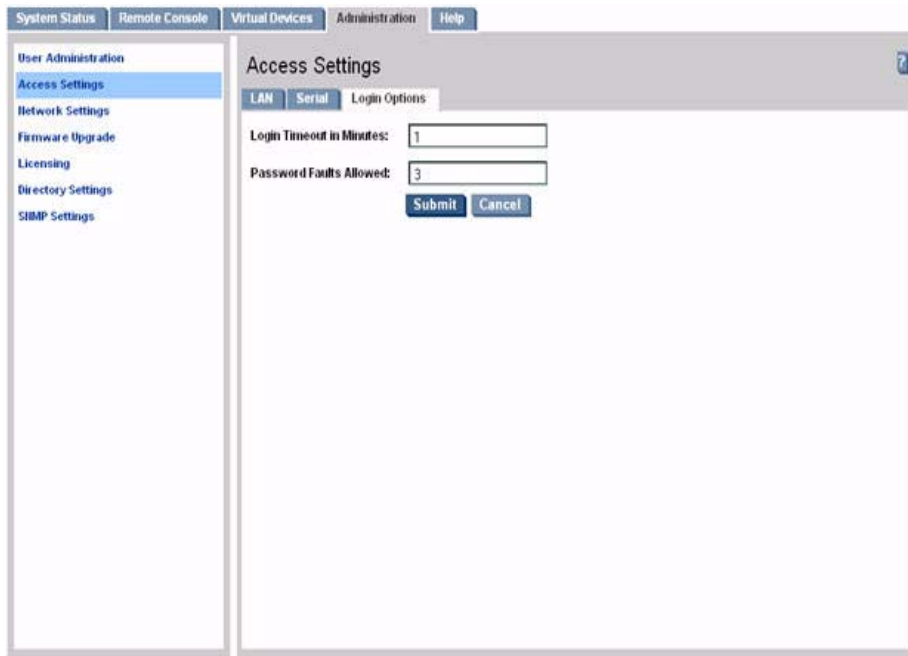 System Status Remote Console Virtual Devices Administration Help
User Administration
Access Settings
Network Settings
Firmware Upgrade
Licensing
Directory Settings
SNMP Settings
Access Settings
?
LAN Serial Login Options
Login Timeout in Minutes: 1
Password Faults Allowed: 3
Submit Cancel